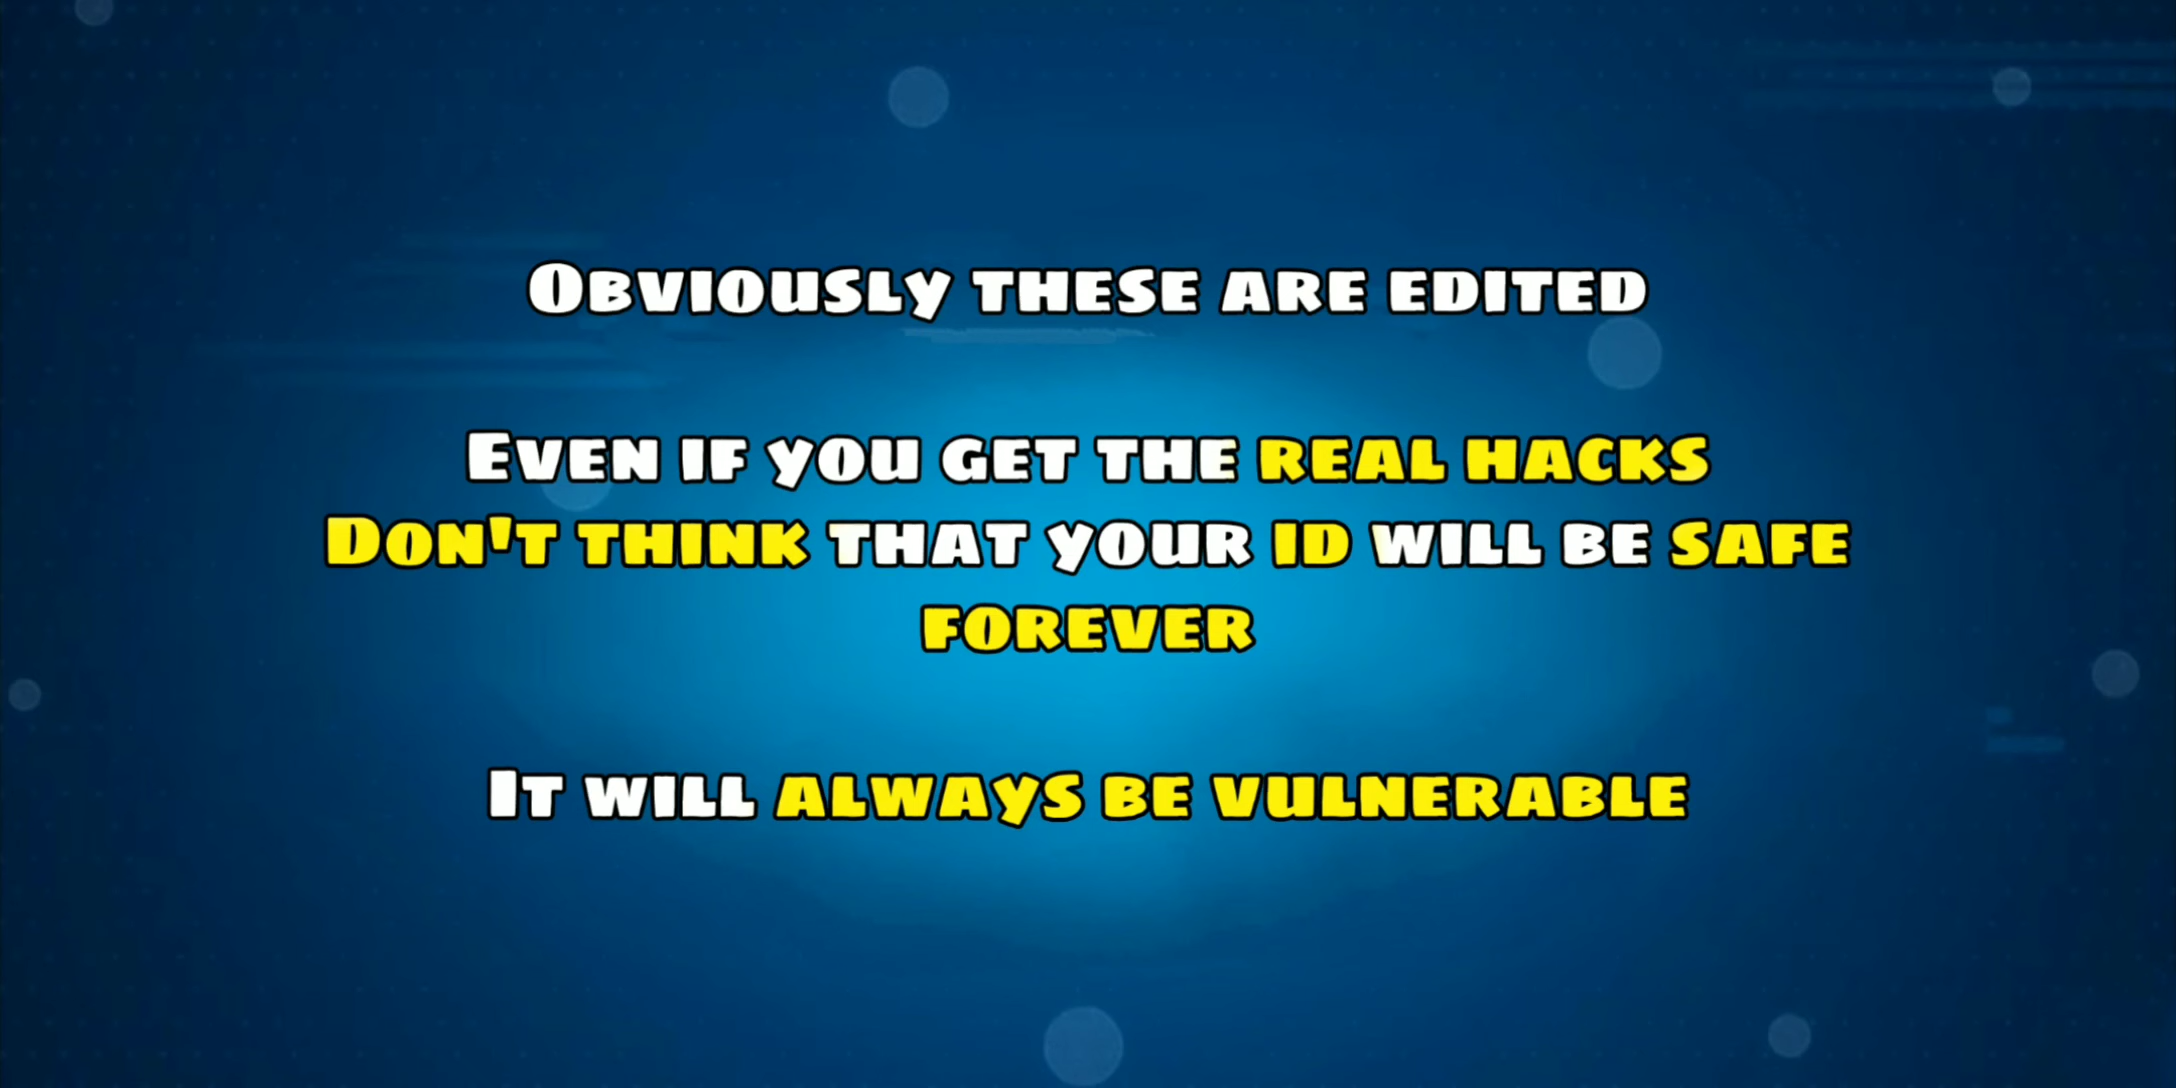 Obviously these are edited
Even if you get the real hacks
Don't think that your ID will be safe
forever
It will always be vulnerable